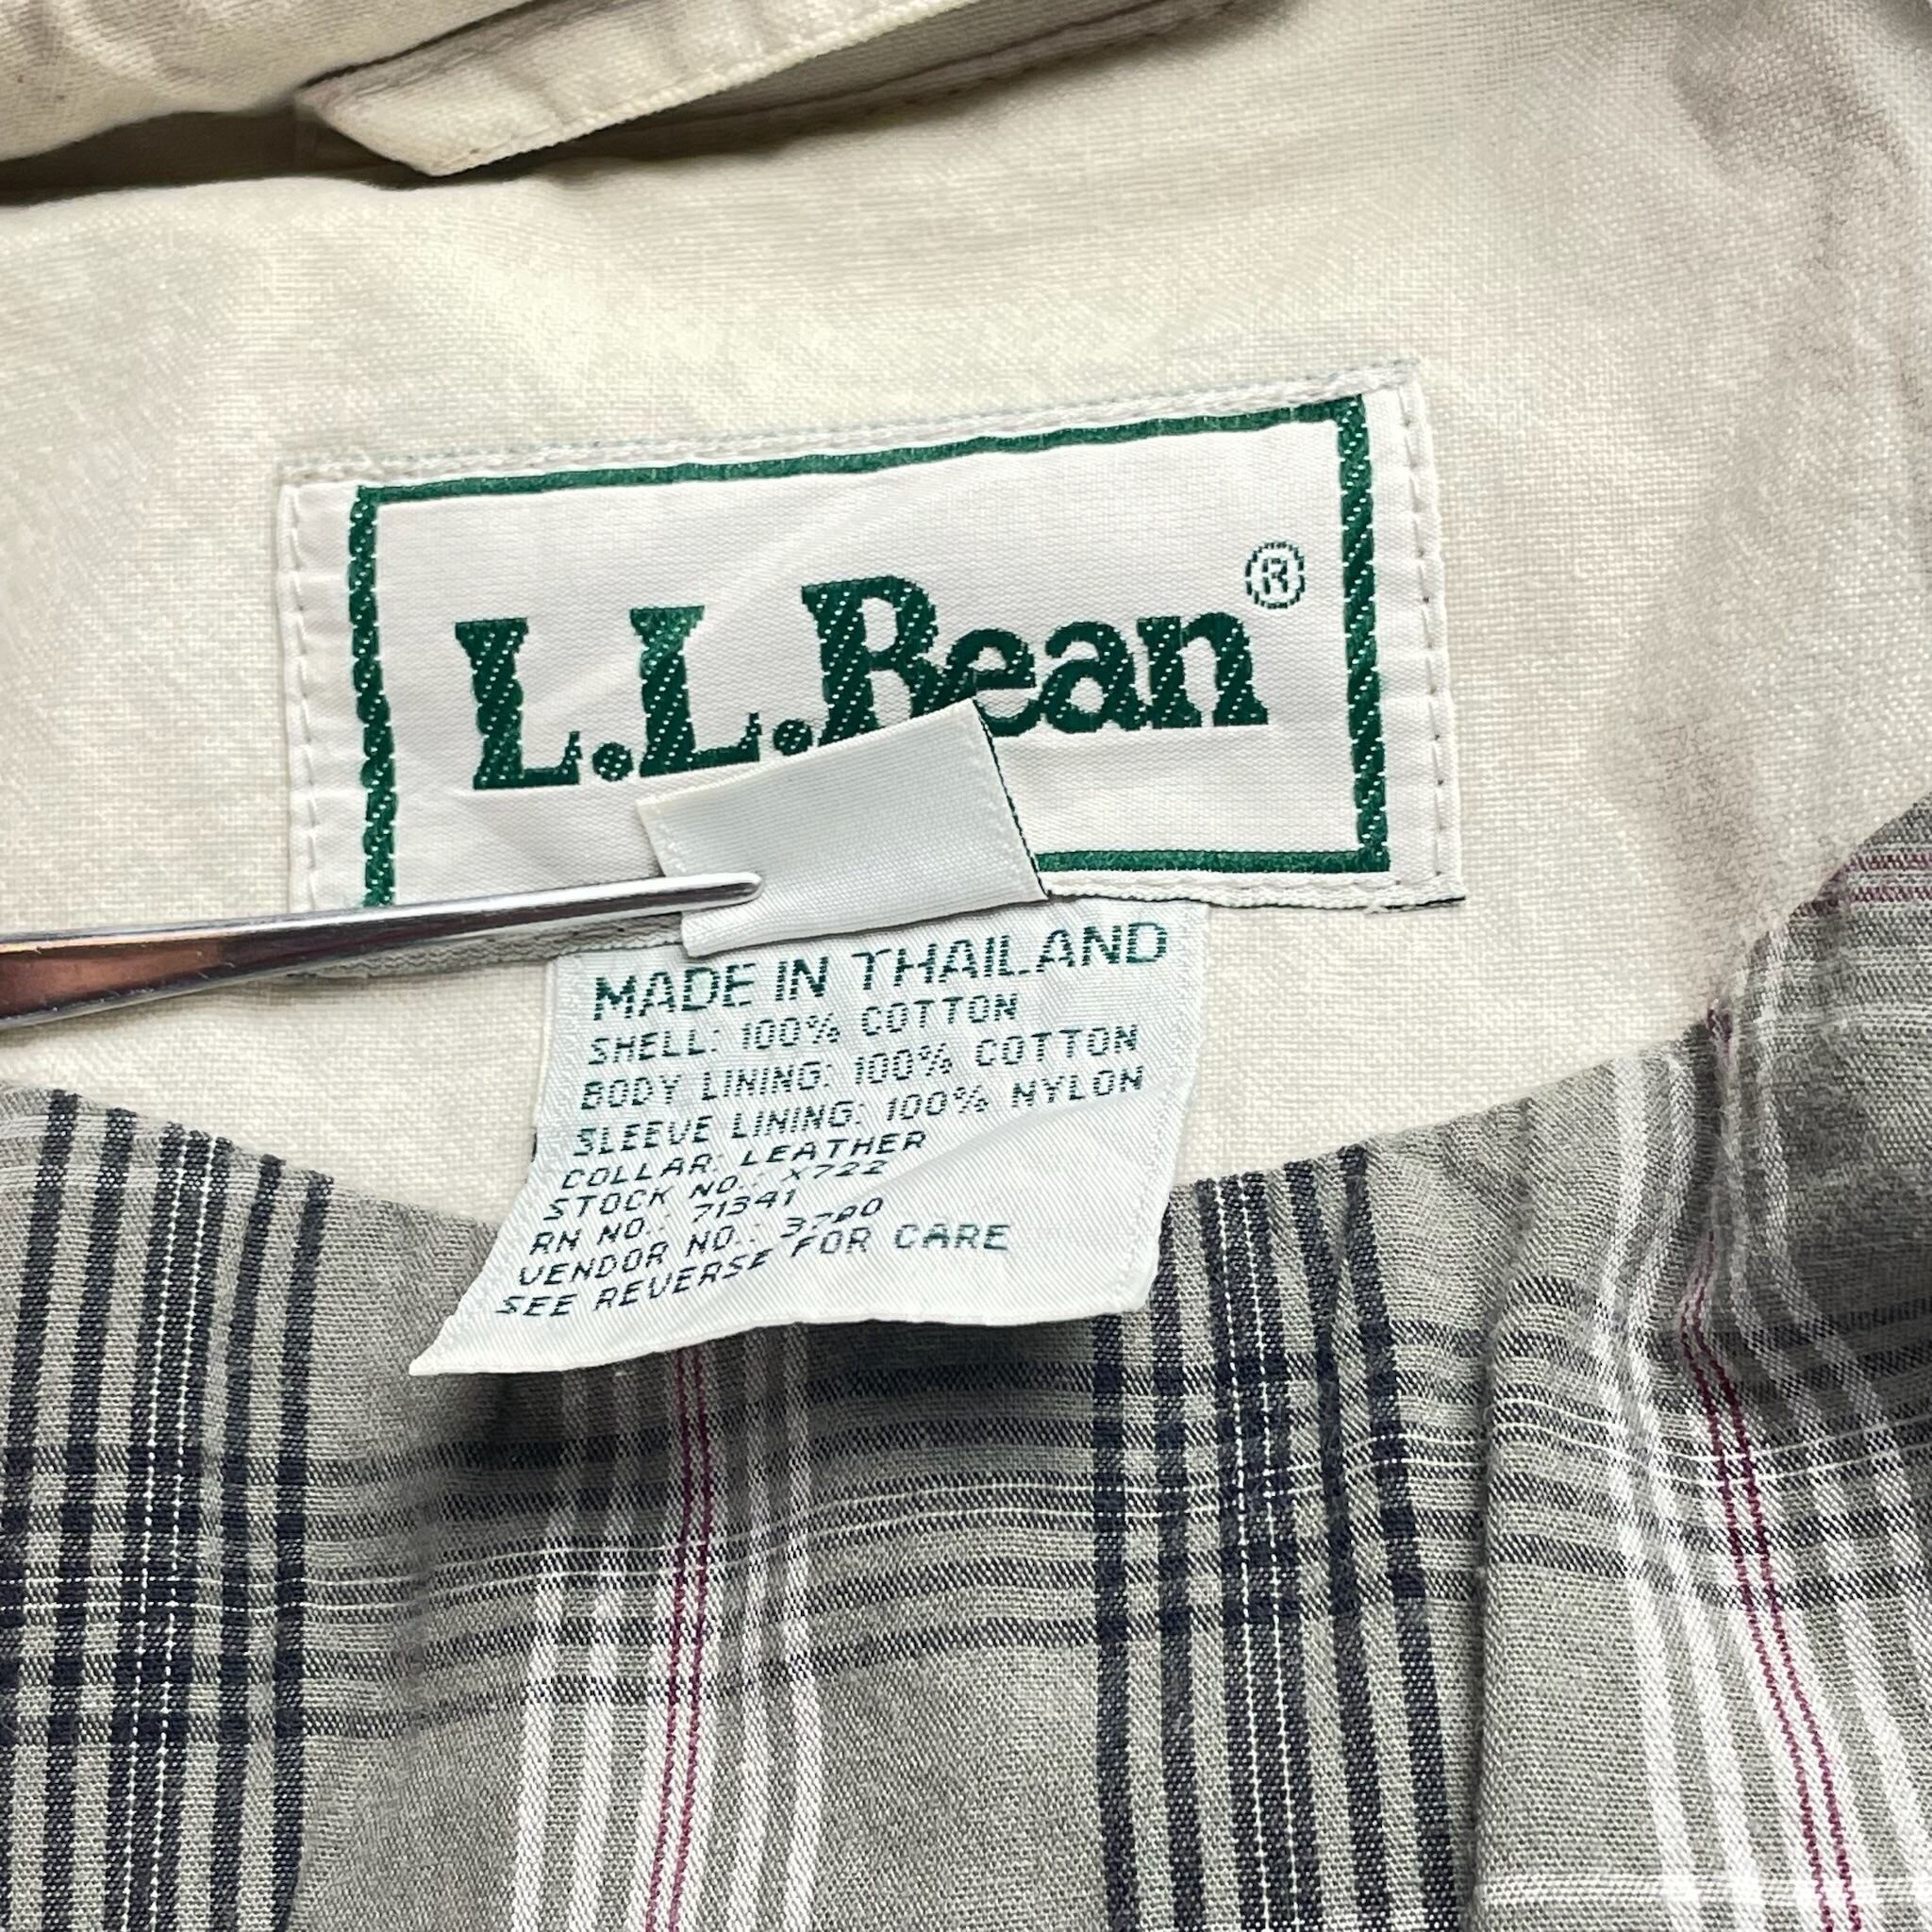 L.L.Bean®
MADE IN THAILAND
SHELL: 100% COTTON
BODY LINING: 100% COTTON
SLEEVE LINING: 100% NYLON
COLLAR: LEATHER
STOCK NO.: X722
RN NO.: 71341
VENDOR NO.:
SEE REVERSE FOR CARE